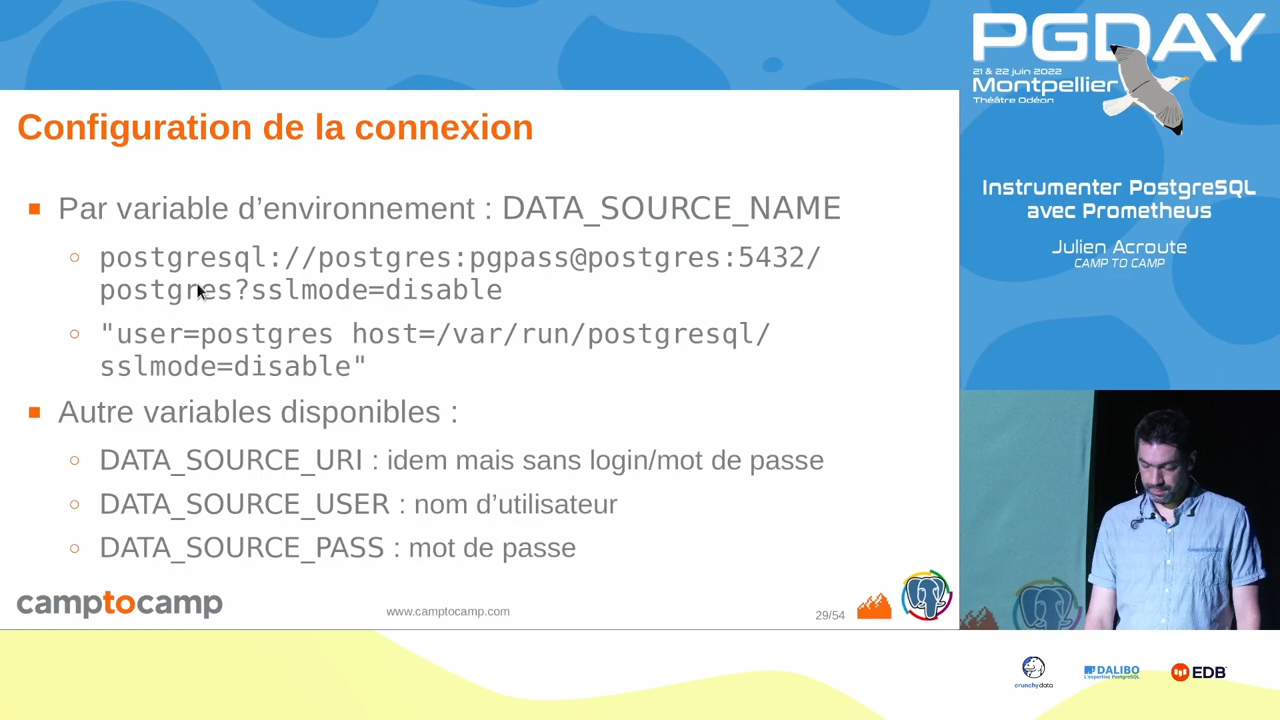 Configuration de la connexion
Par variable d’environnement : DATA_SOURCE_NAME
postgresql://postgres:pgpass@postgres:5432/
postgres?sslmode=disable
"user=postgres host=/var/run/postgresql/
sslmode=disable"
Autre variables disponibles :
DATA_SOURCE_URI : idem mais sans login/mot de passe
DATA_SOURCE_USER : nom d’utilisateur
DATA_SOURCE_PASS : mot de passe
camptocamp
www.camptocamp.com
29/54
PGDAY
21 & 22 juin 2022
Montpellier
Théâtre Odéon
Instrumenter PostgreSQL
avec Prometheus
Julien Acroute
CAMP TO CAMP
crunchydata
DALIBO
L'expertise PostgreSQL
EDB